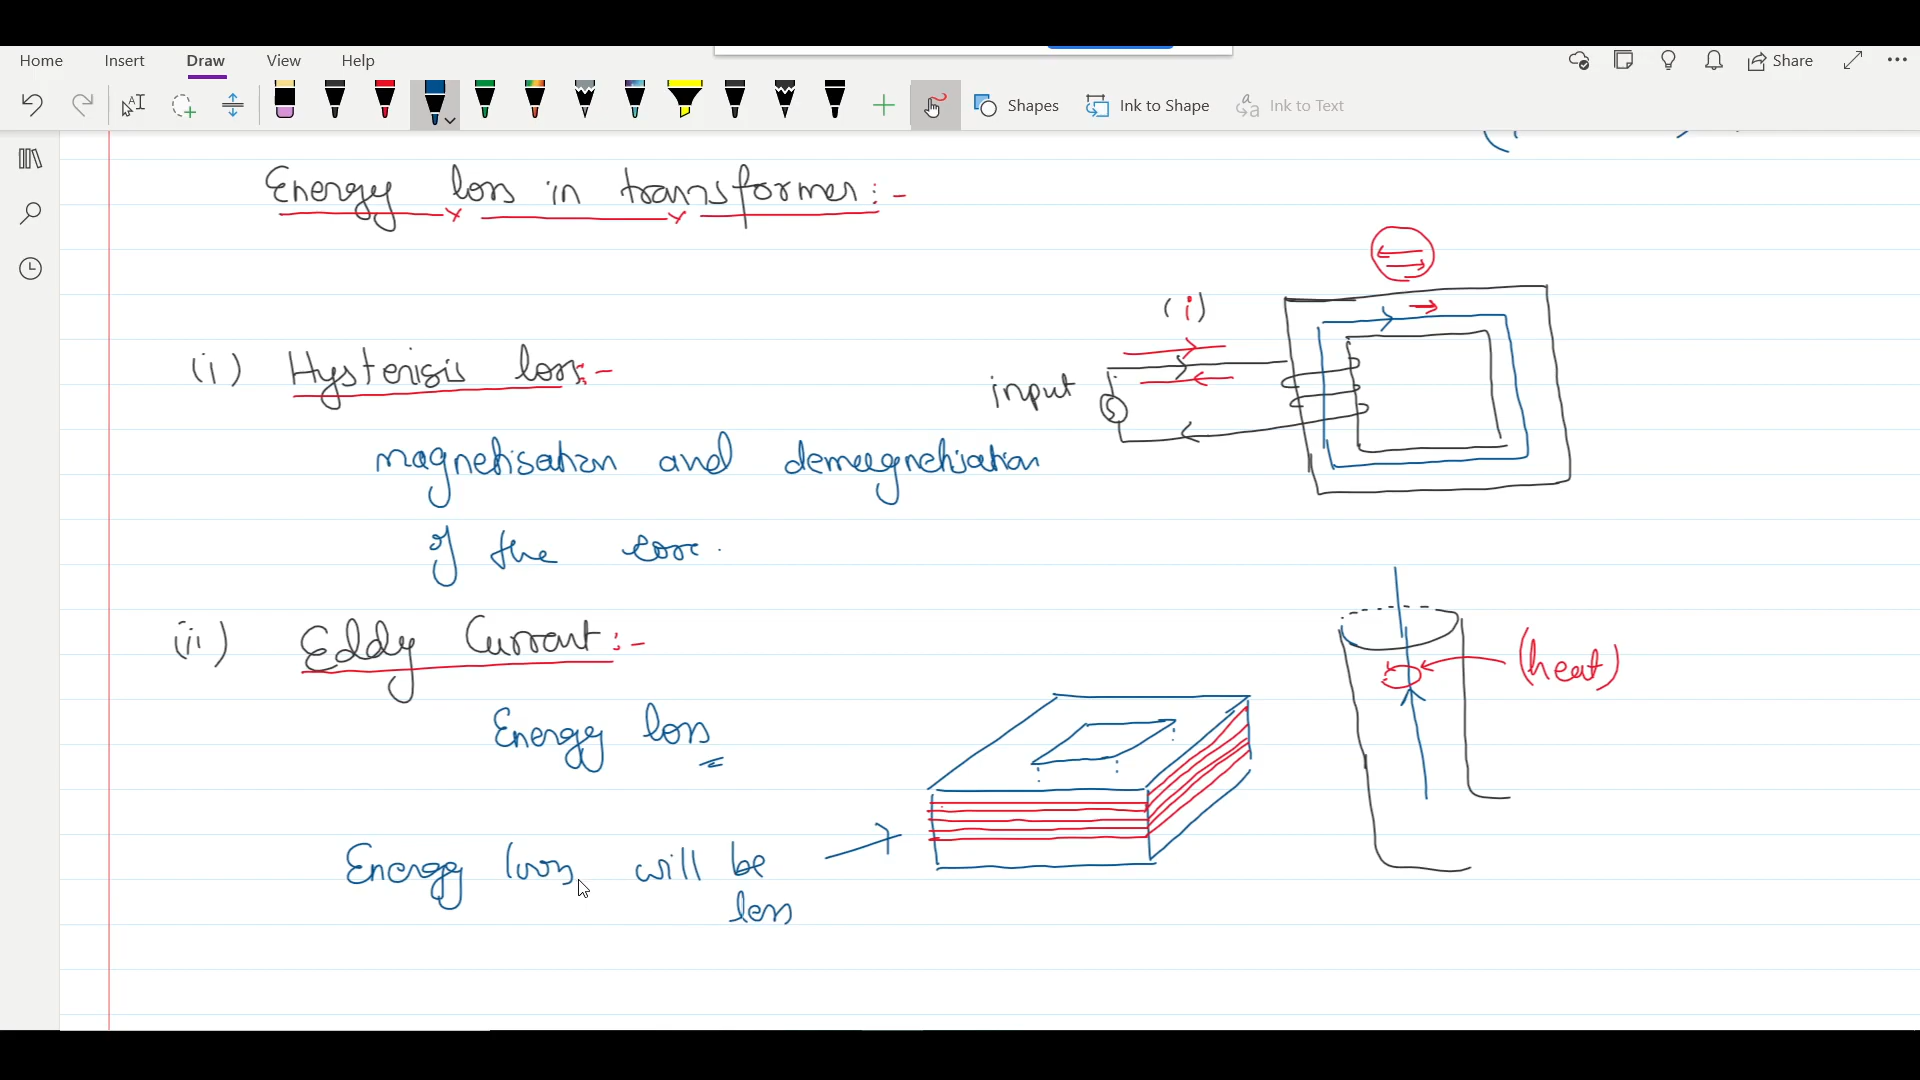 Home Insert Draw View Help Share
Shapes Ink to Shape Ink to Text
Energy loss in transformer :-
(i)
(i) Hysterisis loss :-
input
magnetisation and demagnetisation
of the core.
(ii) Eddy Current :-
(heat)
Energy loss
Energy loss will be
less